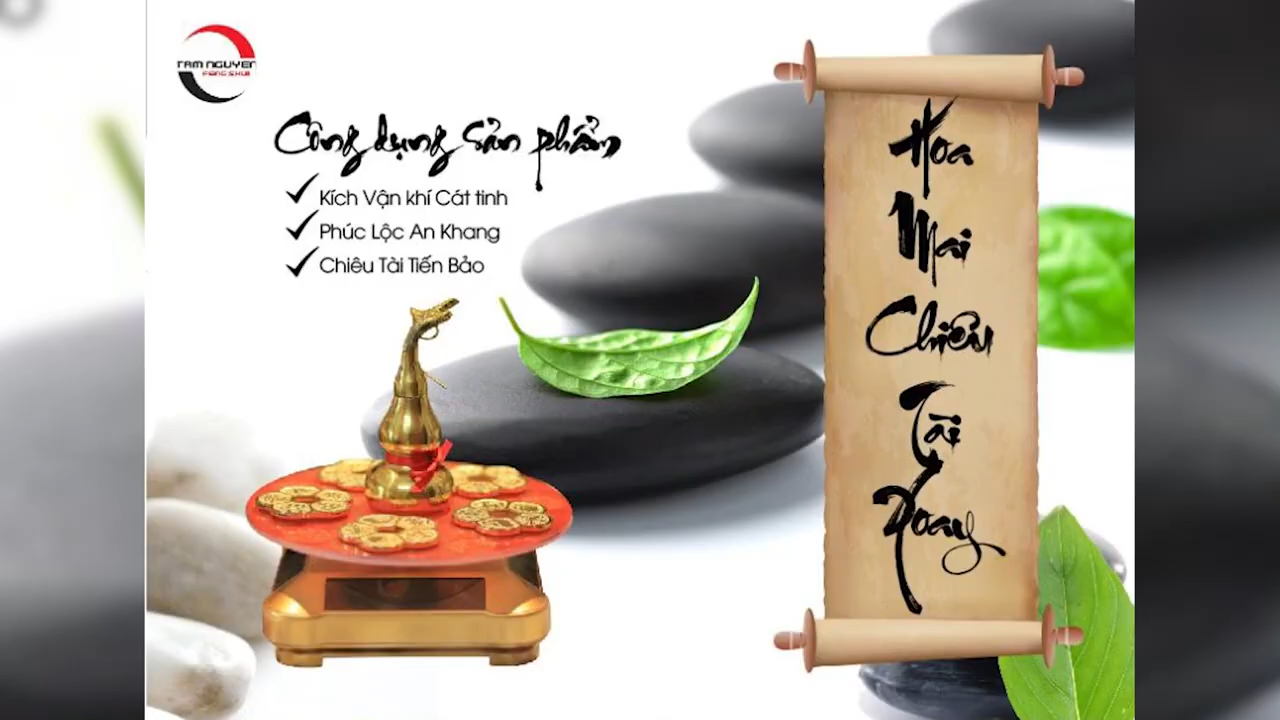 TAM NGUYEN
FENG SHUI
Công dụng sản phẩm
Kích Vận khí Cát tinh
Phúc Lộc An Khang
Chiêu Tài Tiến Bảo
Hoa
Mai
Chiêu
Tài
Xoay